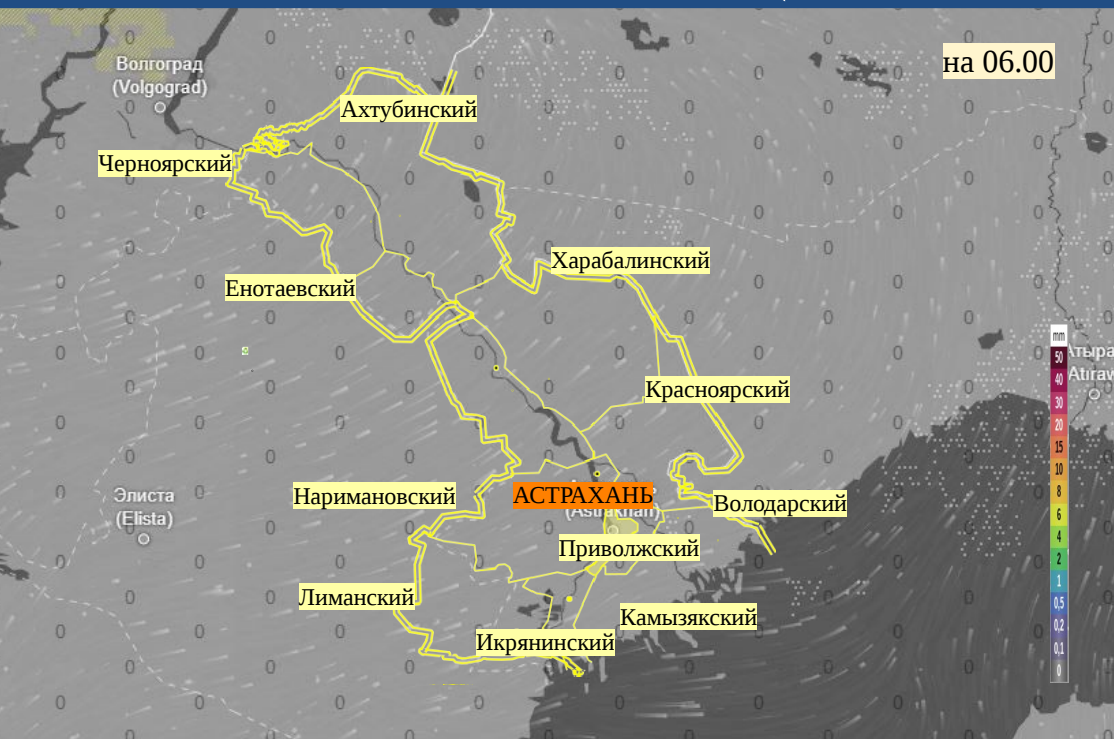 на 06.00
Волгоград
(Volgograd)
Ахтубинский
Черноярский
Харабалинский
Енотаевский
mm
50
40
30
20
15
10
8
6
4
2
1
0,5
0,2
0,1
0
Атыра
Atıraw
Красноярский
Элиста
(Elista)
Наримановский
АСТРАХАНЬ
(Astrakhan)
Володарский
Приволжский
Лиманский
Камызякский
Икрянинский